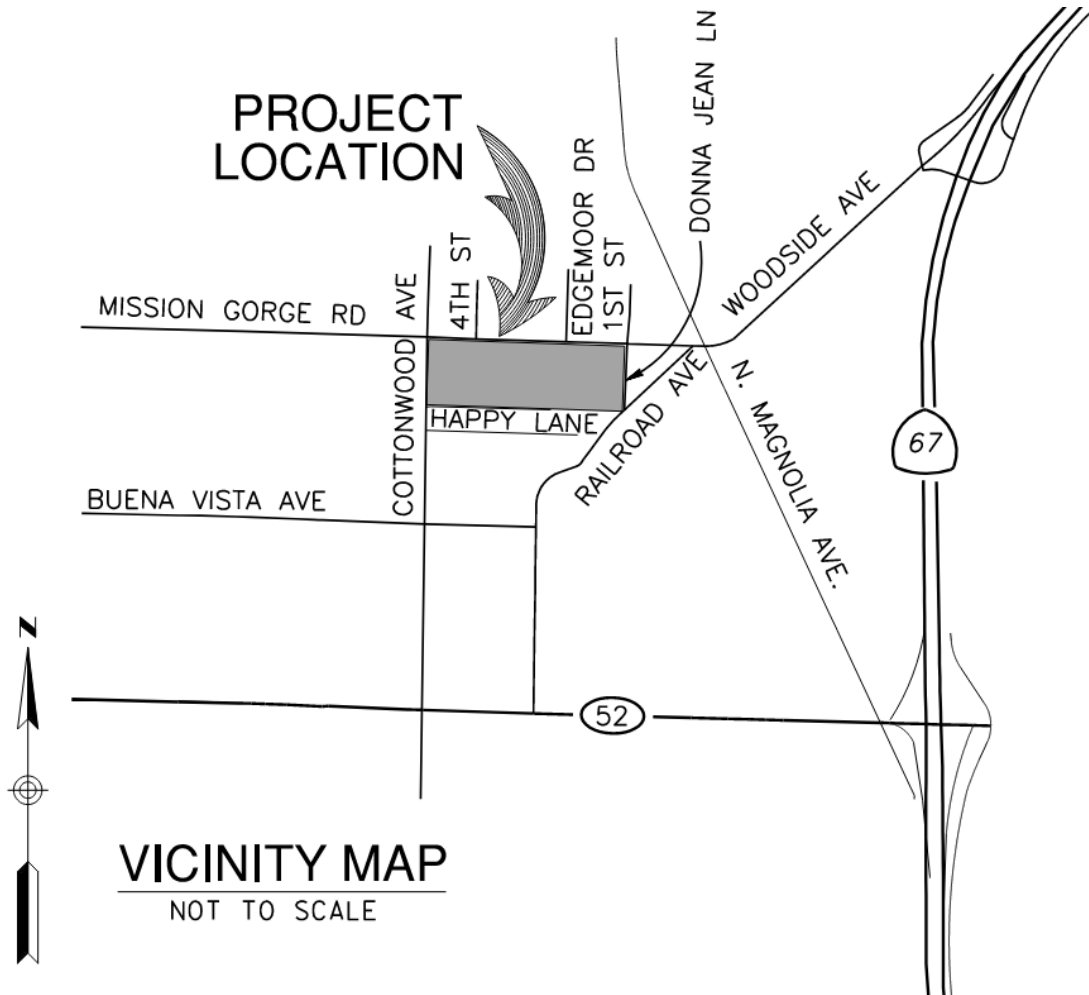 PROJECT
LOCATION
DONNA JEAN LN
EDGEMOOR DR
1ST ST
4TH ST
WOODSIDE AVE
MISSION GORGE RD
COTTONWOOD AVE
HAPPY LANE
RAILROAD AVE
N. MAGNOLIA AVE.
67
BUENA VISTA AVE
N
52
VICINITY MAP
NOT TO SCALE